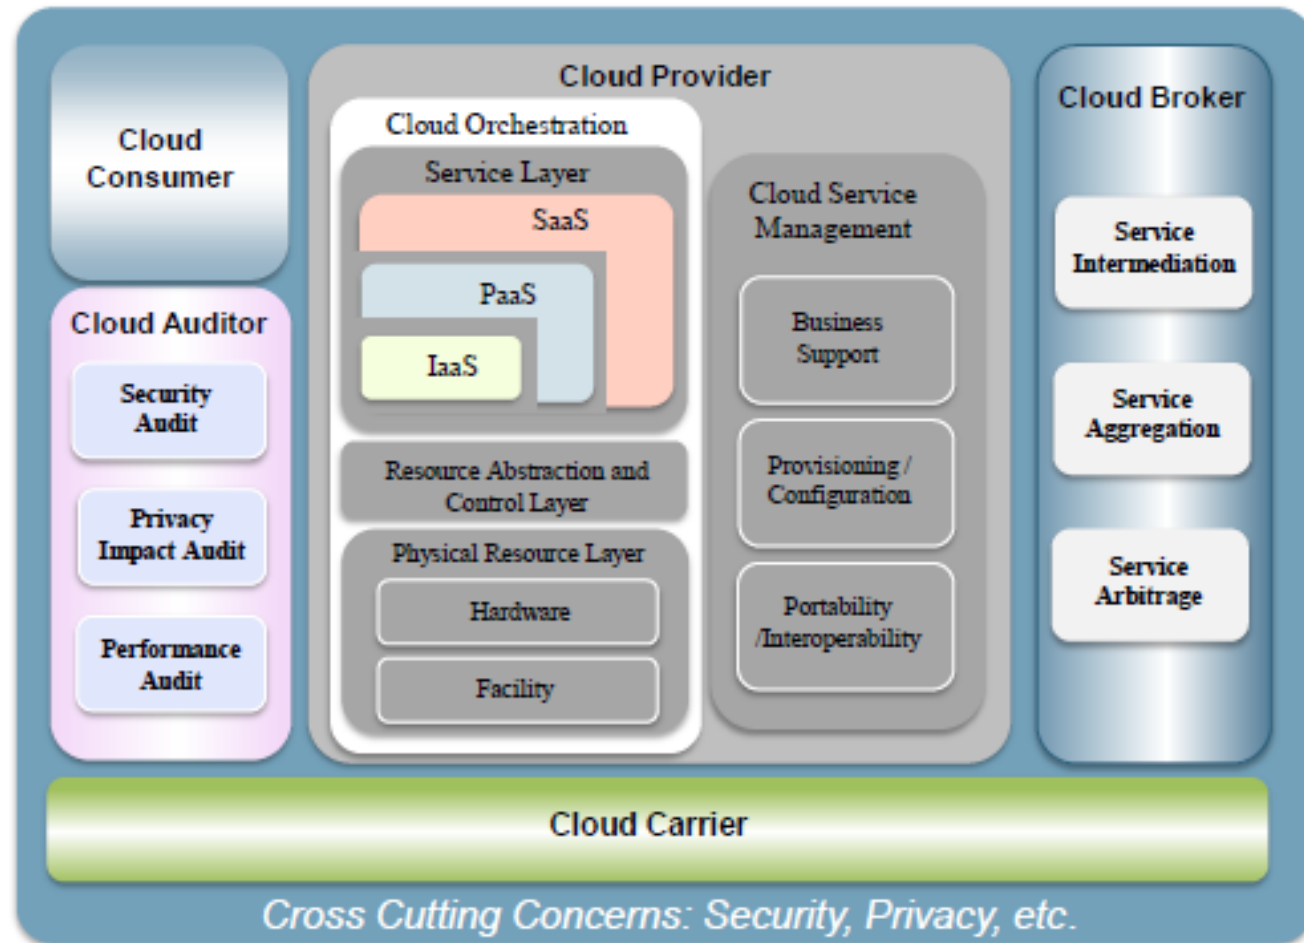 Cloud
Consumer
Cloud Auditor
Security
Audit
Privacy
Impact Audit
Performance
Audit
Cloud Provider
Cloud Orchestration
Service Layer
SaaS
PaaS
IaaS
Resource Abstraction and
Control Layer
Physical Resource Layer
Hardware
Facility
Cloud Service
Management
Business
Support
Provisioning /
Configuration
Portability
/Interoperability
Cloud Broker
Service
Intermediation
Service
Aggregation
Service
Arbitrage
Cloud Carrier
Cross Cutting Concerns: Security, Privacy, etc.